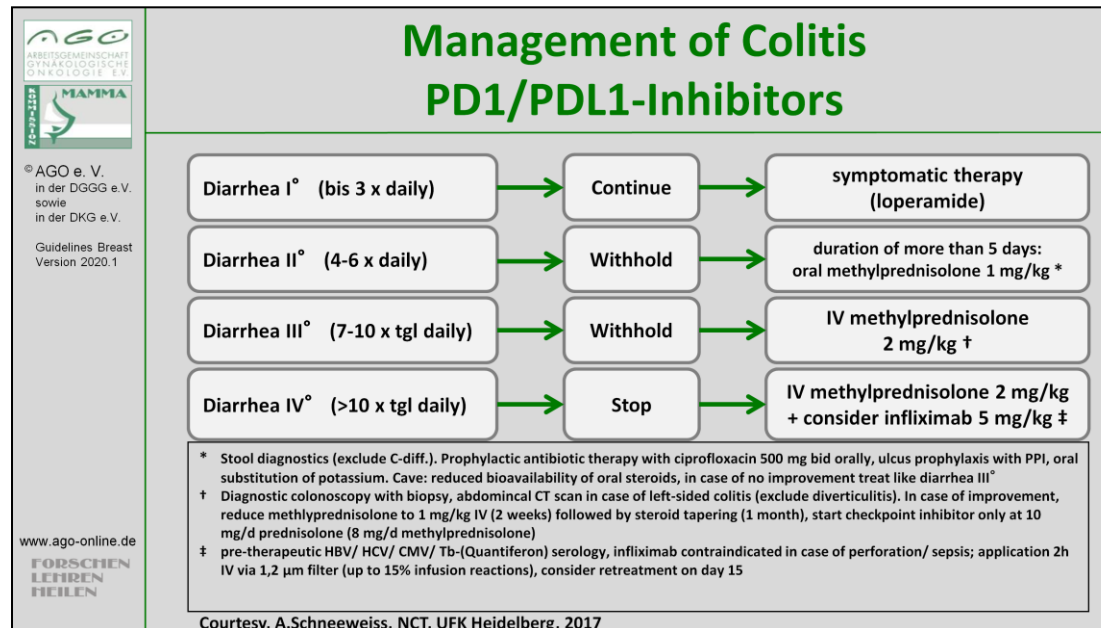 AGO
ARBEITSGEMEINSCHAFT
GYNÄKOLOGISCHE
ONKOLOGIE E.V.
KOMMISSION
MAMMA
© AGO e. V.
in der DGGG e.V.
sowie
in der DKG e.V.
Guidelines Breast
Version 2020.1
www.ago-online.de
FORSCHEN
LEHREN
HEILEN
Management of Colitis
PD1/PDL1-Inhibitors
Diarrhea I° (bis 3 x daily)
Continue
symptomatic therapy
(loperamide)
Diarrhea II° (4-6 x daily)
Withhold
duration of more than 5 days:
oral methylprednisolone 1 mg/kg *
Diarrhea III° (7-10 x tgl daily)
Withhold
IV methylprednisolone
2 mg/kg †
Diarrhea IV° (>10 x tgl daily)
Stop
IV methylprednisolone 2 mg/kg
+ consider infliximab 5 mg/kg ‡
* Stool diagnostics (exclude C-diff.). Prophylactic antibiotic therapy with ciprofloxacin 500 mg bid orally, ulcus prophylaxis with PPI, oral
substitution of potassium. Cave: reduced bioavailability of oral steroids, in case of no improvement treat like diarrhea III°
† Diagnostic colonoscopy with biopsy, abdominal CT scan in case of left-sided colitis (exclude diverticulitis). In case of improvement,
reduce methlyprednisolone to 1 mg/kg IV (2 weeks) followed by steroid tapering (1 month), start checkpoint inhibitor only at 10
mg/d prednisolone (8 mg/d methylprednisolone)
‡ pre-therapeutic HBV/ HCV/ CMV/ Tb-(Quantiferon) serology, infliximab contraindicated in case of perforation/ sepsis; application 2h
IV via 1,2 µm filter (up to 15% infusion reactions), consider retreatment on day 15
Courtesy. A.Schneeweiss. NCT. UFK Heidelberg. 2017